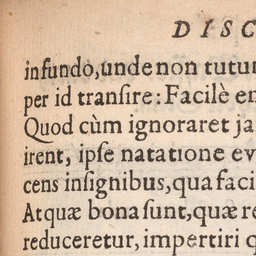 DISC
infundo,unde non tutu
per id tranſire: Facilè en
Quod cùm ignoraret ja
irent, ipſe natatione ev
cens inſignibus, qua faci
Atquæ bona ſunt, quæ re
reduceretur, impertiri q